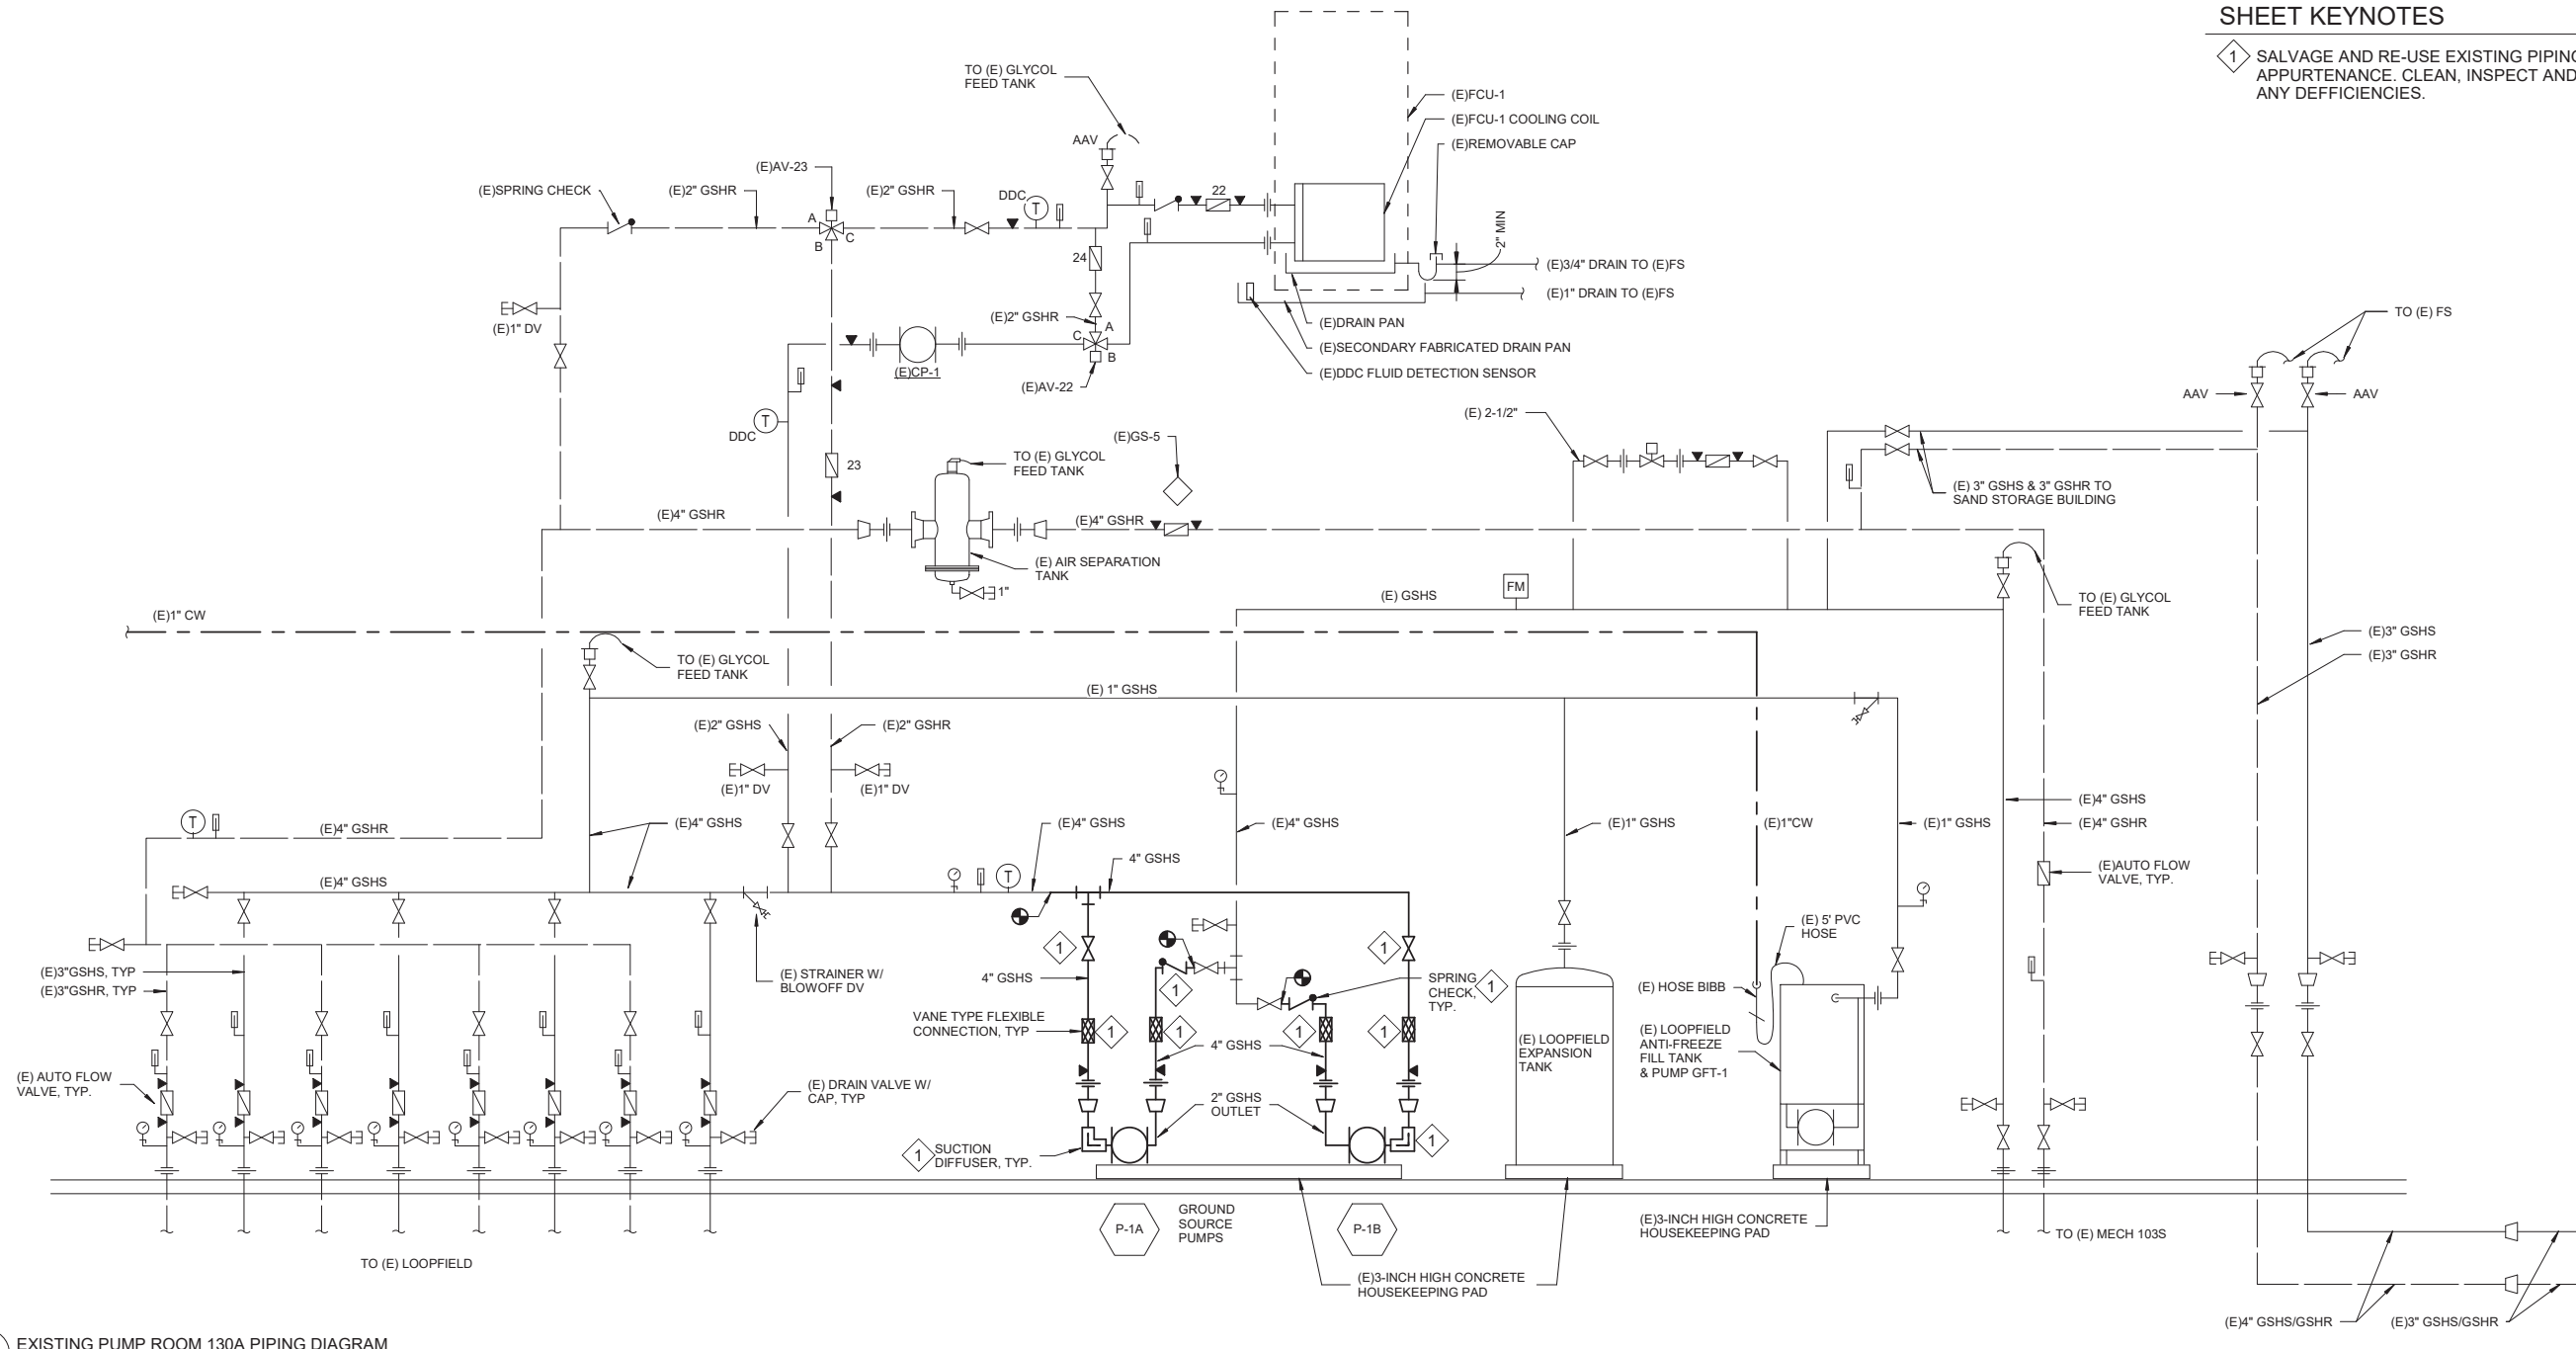 SHEET KEYNOTES
1 SALVAGE AND RE-USE EXISTING PIPING
APPURTENANCE. CLEAN, INSPECT AND
ANY DEFFICIENCIES.
TO (E) GLYCOL
FEED TANK
AAV
(E)FCU-1
(E)FCU-1 COOLING COIL
(E)REMOVABLE CAP
(E)AV-23
(E)SPRING CHECK
(E)2" GSHR
(E)2" GSHR
DDC
T
22
A
B
C
24
2" MIN
(E)3/4" DRAIN TO (E)FS
(E)1" DRAIN TO (E)FS
(E)1" DV
(E)2" GSHR
A
C
B
(E)CP-1
(E)AV-22
(E)DRAIN PAN
(E)SECONDARY FABRICATED DRAIN PAN
(E)DDC FLUID DETECTION SENSOR
TO (E) FS
AAV
AAV
T
DDC
(E)GS-5
(E) 2-1/2"
TO (E) GLYCOL
FEED TANK
23
(E) 3" GSHS & 3" GSHR TO
SAND STORAGE BUILDING
(E)4" GSHR
(E)4" GSHR
(E) AIR SEPARATION
TANK
1"
FM
(E) GSHS
TO (E) GLYCOL
FEED TANK
(E)1" CW
(E)3" GSHS
(E)3" GSHR
TO (E) GLYCOL
FEED TANK
(E) 1" GSHS
(E)2" GSHS
(E)2" GSHR
(E)1" DV
(E)1" DV
T
(E)4" GSHR
(E)4" GSHS
(E)4" GSHS
(E)4" GSHS
(E)1" GSHS
(E)1"CW
(E)1" GSHS
(E)4" GSHS
(E)4" GSHR
4" GSHS
(E)AUTO FLOW
VALVE, TYP.
(E)4" GSHS
T
(E) 5' PVC
HOSE
1
1
(E)3"GSHS, TYP
(E)3"GSHR, TYP
(E) STRAINER W/
BLOWOFF DV
4" GSHS
1
SPRING
CHECK,
TYP.
1
(E) HOSE BIBB
VANE TYPE FLEXIBLE
CONNECTION, TYP
1
1
1
1
4" GSHS
(E) LOOPFIELD
EXPANSION
TANK
(E) LOOPFIELD
ANTI-FREEZE
FILL TANK
& PUMP GFT-1
(E) AUTO FLOW
VALVE, TYP.
(E) DRAIN VALVE W/
CAP, TYP
2" GSHS
OUTLET
1 SUCTION
DIFFUSER, TYP.
1
P-1A
GROUND
SOURCE
PUMPS
P-1B
(E)3-INCH HIGH CONCRETE
HOUSEKEEPING PAD
TO (E) MECH 103S
TO (E) LOOPFIELD
(E)3-INCH HIGH CONCRETE
HOUSEKEEPING PAD
(E)4" GSHS/GSHR
(E)3" GSHS/GSHR
EXISTING PUMP ROOM 130A PIPING DIAGRAM